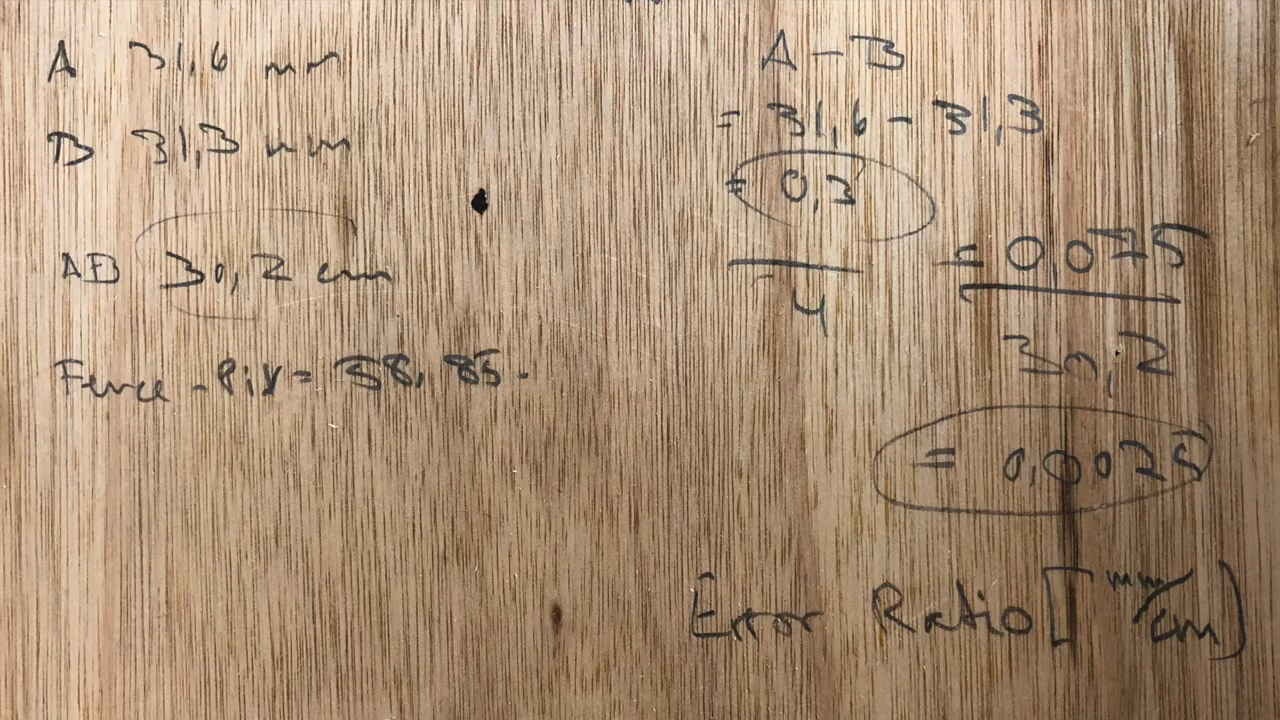 A 31,6 mm
B 31,3 mm
AB 30,2 cm
Fence - Pix = 38,85.
A - B
= 31,6 - 31,3
= 0,3
4
= 0,075
30,2
= 0,0025
Error Ratio [mm/cm)